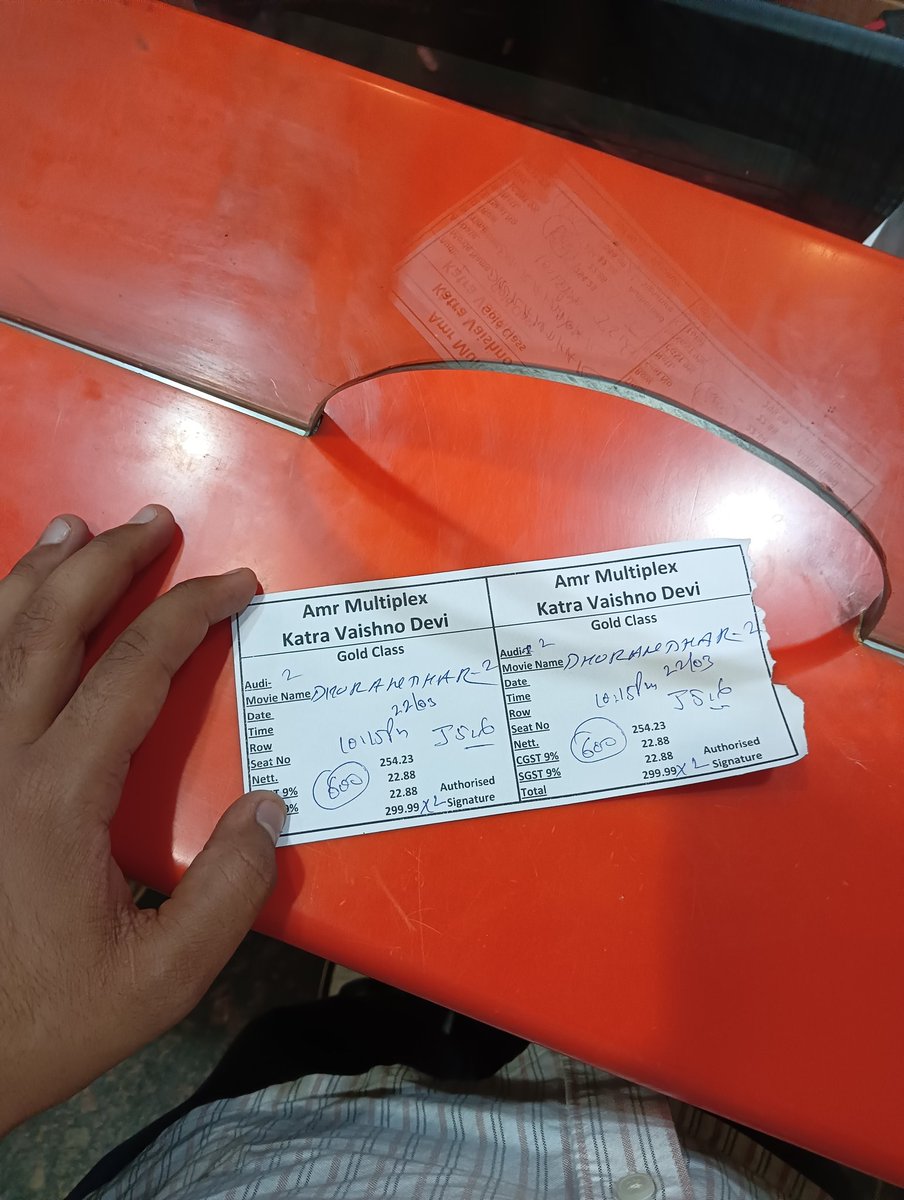 Amr Multiplex
Katra Vaishno Devi
Gold Class
Audi- 2
Movie Name DHURANDHAR-2
Date 22/03
Time 10:15Pm
Row J 5,6
Seat No
Nett. 254.23
9% 22.88
9% 22.88
600
299.99 x 2
Authorised
Signature
Amr Multiplex
Katra Vaishno Devi
Gold Class
Audi- 2
Movie Name DHURANDHAR-2
Date 22/03
Time 10:15Pm
Row J 5,6
Seat No
Nett. 254.23
CGST 9% 22.88
SGST 9% 22.88
600
Total 299.99 x 2
Authorised
Signature